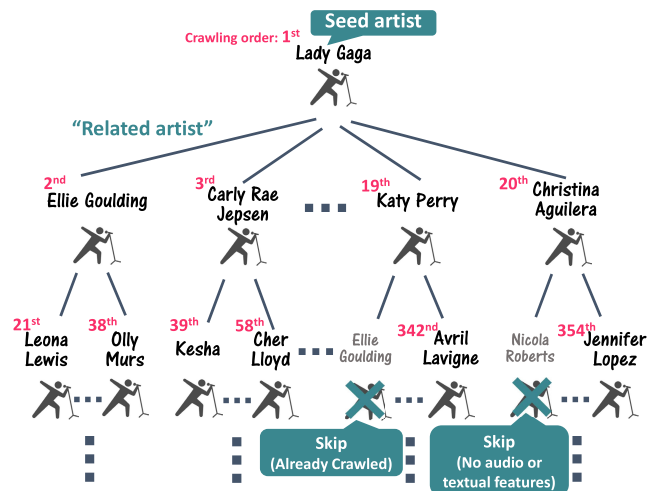 Seed artist
Crawling order: 1st
Lady Gaga
"Related artist"
2nd
Ellie Goulding
3rd
Carly Rae
Jepsen
19th
Katy Perry
20th
Christina
Aguilera
21st
Leona
Lewis
38th
Olly
Murs
39th
Kesha
58th
Cher
Lloyd
Ellie
Goulding
342nd
Avril
Lavigne
Nicola
Roberts
354th
Jennifer
Lopez
Skip
(Already Crawled)
Skip
(No audio or
textual features)